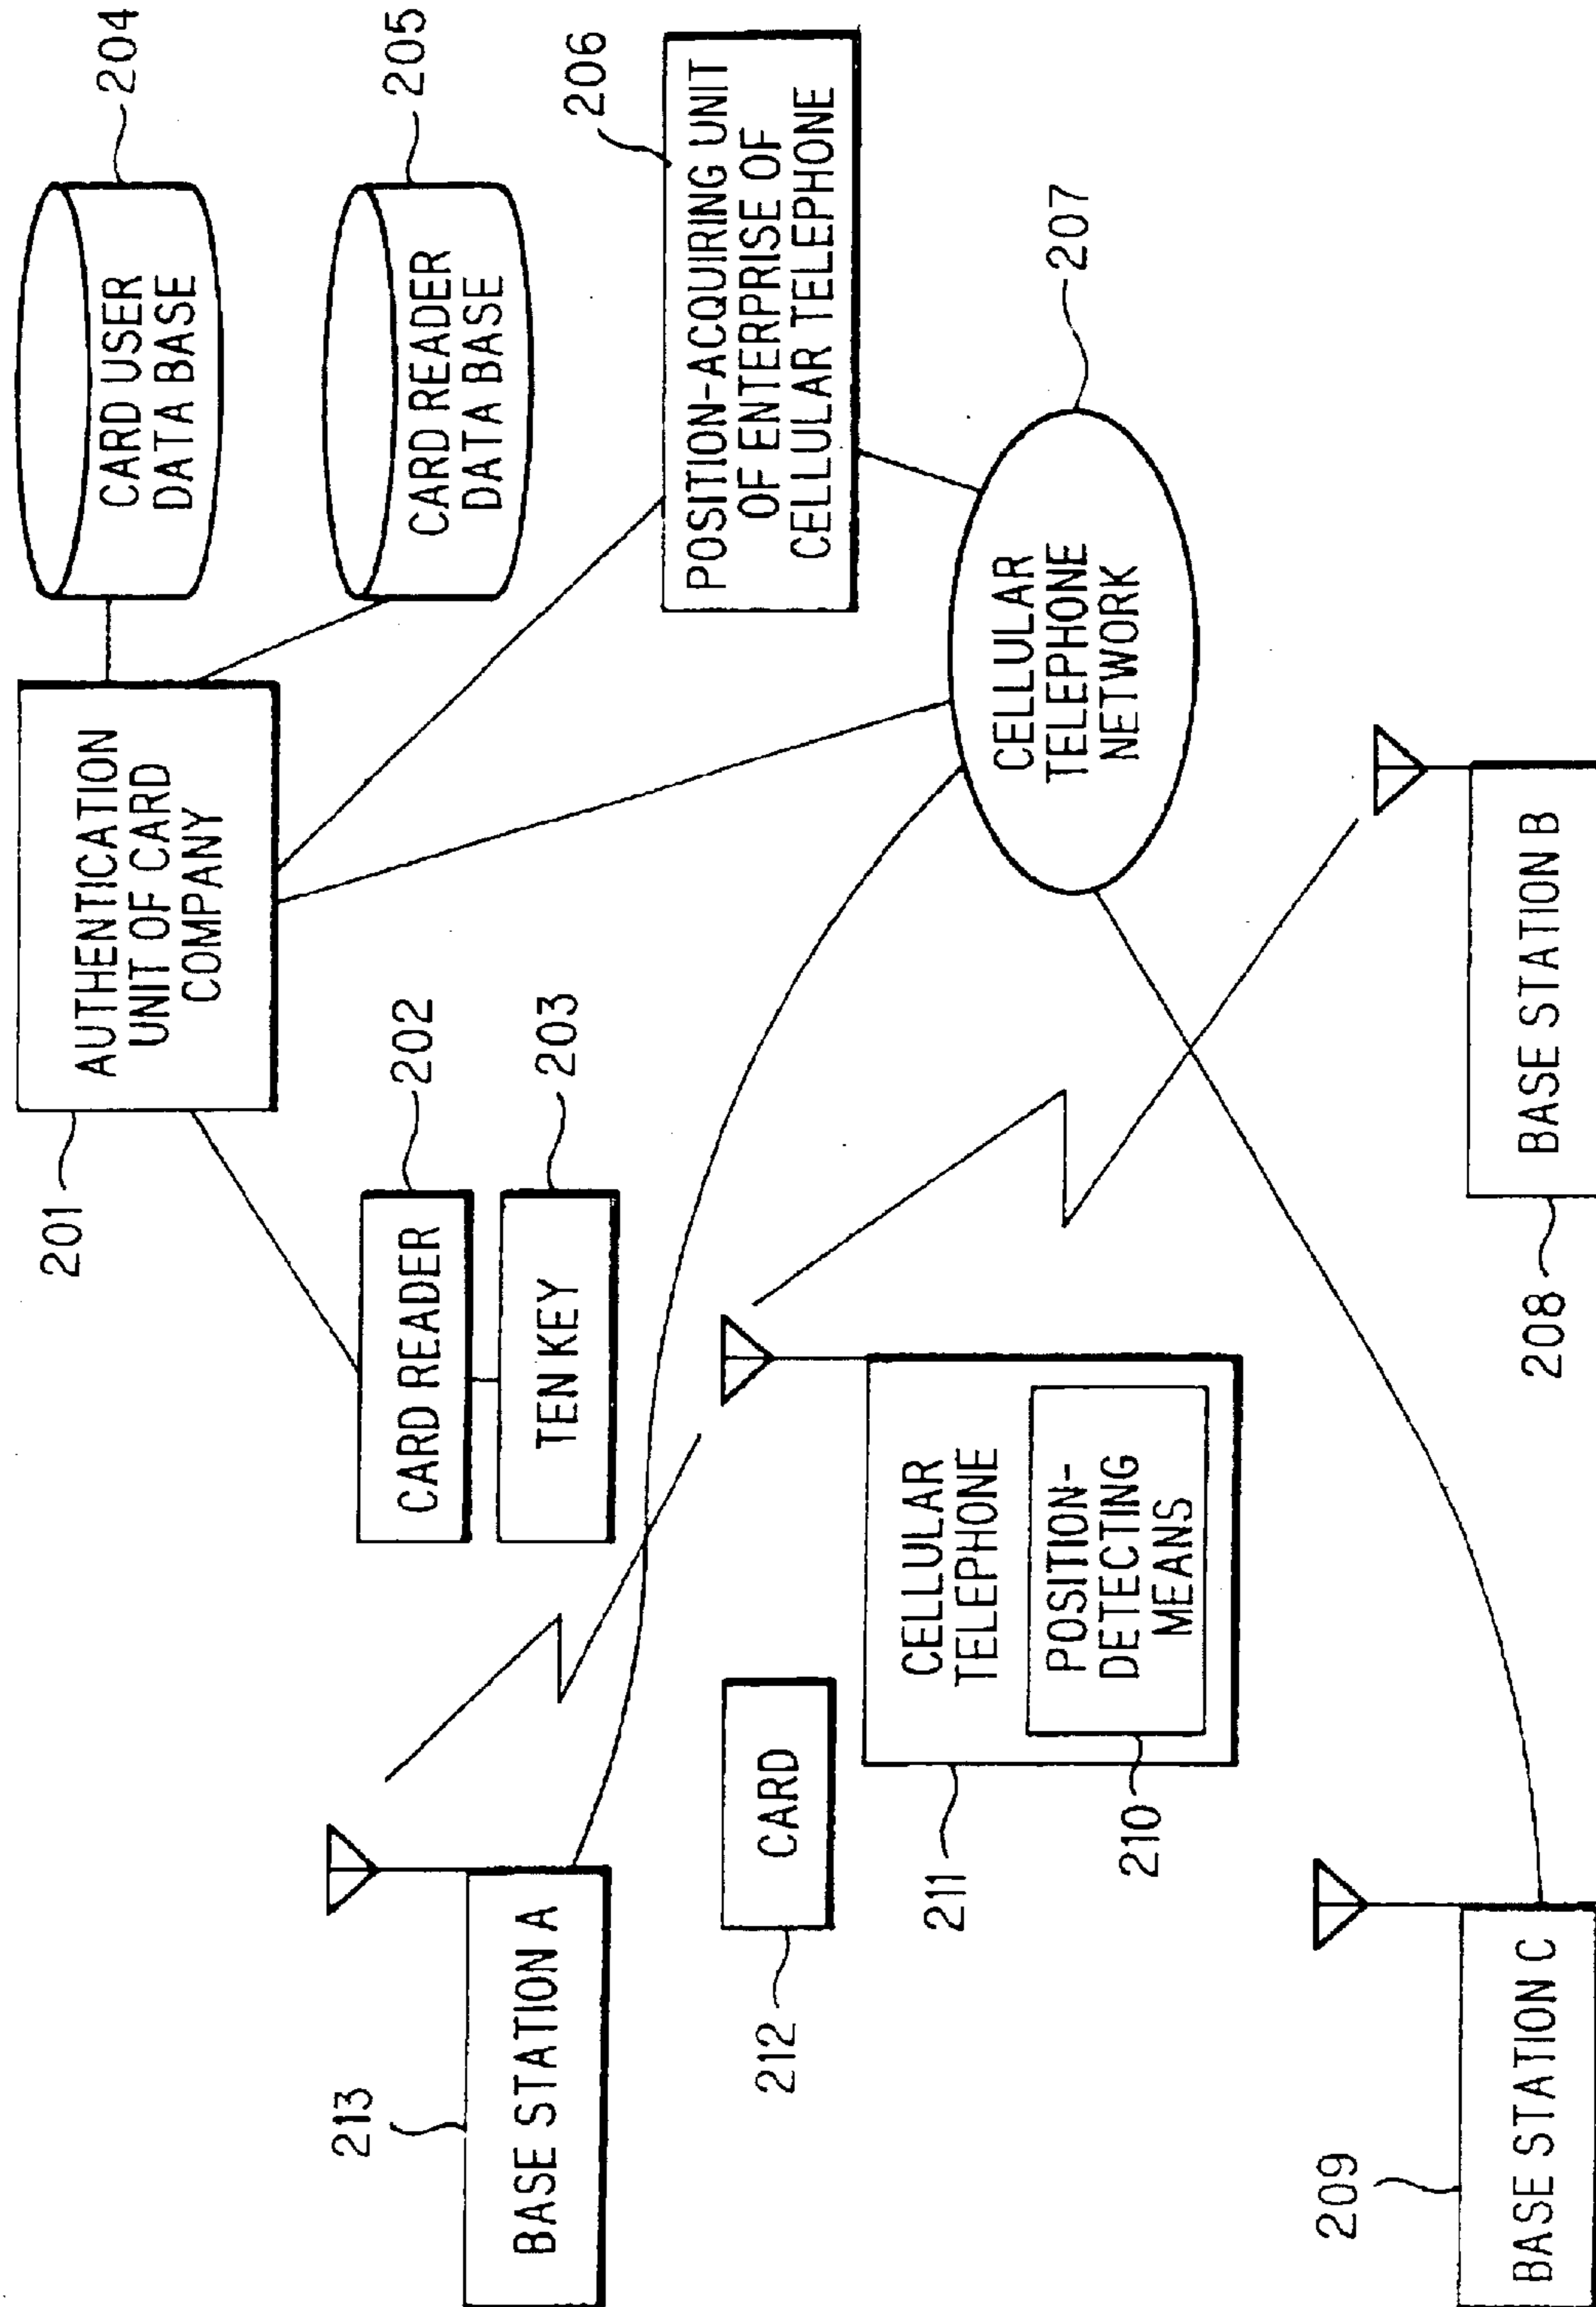 204
CARD USER
DATA BASE
205
CARD READER
DATA BASE
206
POSITION-ACQUIRING UNIT
OF ENTERPRISE OF
CELLULAR TELEPHONE
207
CELLULAR
TELEPHONE
NETWORK
201
AUTHENTICATION
UNIT OF CARD
COMPANY
202
CARD READER
203
TEN KEY
BASE STATION B
208
CELLULAR
TELEPHONE
POSITION-
DETECTING
MEANS
211
210
CARD
212
213
BASE STATION A
209
BASE STATION C